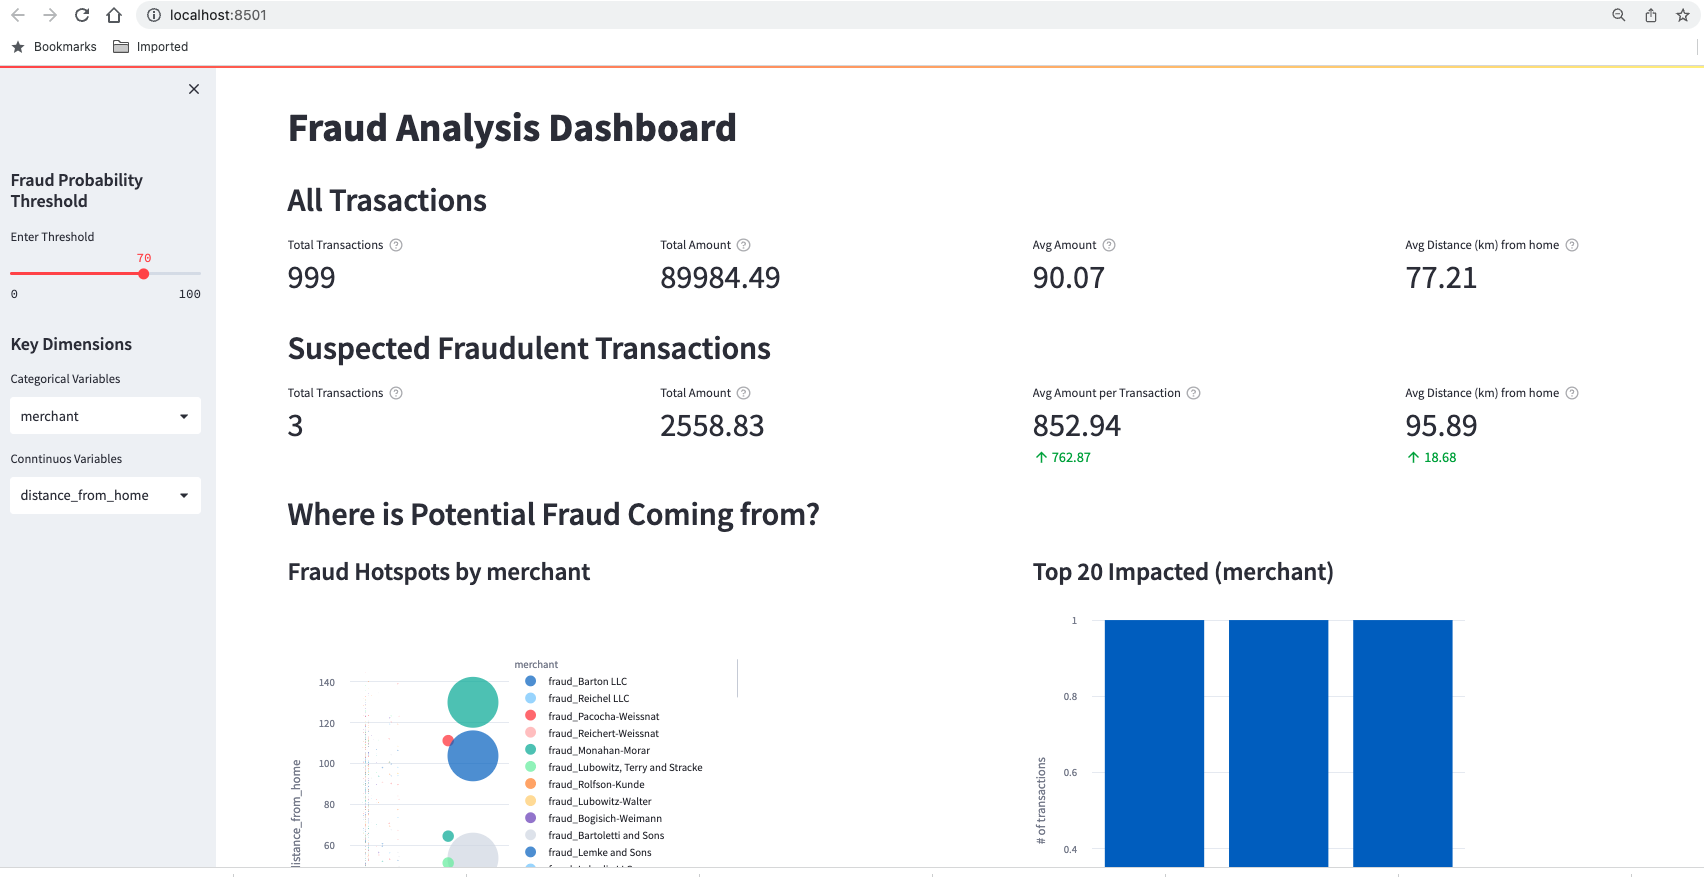 localhost:8501
Bookmarks
Imported
Fraud Probability
Threshold
Enter Threshold
70
0
100
Key Dimensions
Categorical Variables
merchant
Conntinuos Variables
distance_from_home
Fraud Analysis Dashboard
All Trasactions
Total Transactions
999
Total Amount
89984.49
Avg Amount
90.07
Avg Distance (km) from home
77.21
Suspected Fraudulent Transactions
Total Transactions
3
Total Amount
2558.83
Avg Amount per Transaction
852.94
↑ 762.87
Avg Distance (km) from home
95.89
↑ 18.68
Where is Potential Fraud Coming from?
Fraud Hotspots by merchant
140
120
100
80
60
distance_from_home
merchant
fraud_Barton LLC
fraud_Reichel LLC
fraud_Pacocha-Weissnat
fraud_Reichert-Weissnat
fraud_Monahan-Morar
fraud_Lubowitz, Terry and Stracke
fraud_Rolfson-Kunde
fraud_Lubowitz-Walter
fraud_Bogisich-Weimann
fraud_Bartoletti and Sons
fraud_Lemke and Sons
Top 20 Impacted (merchant)
1
0.8
0.6
0.4
# of transactions